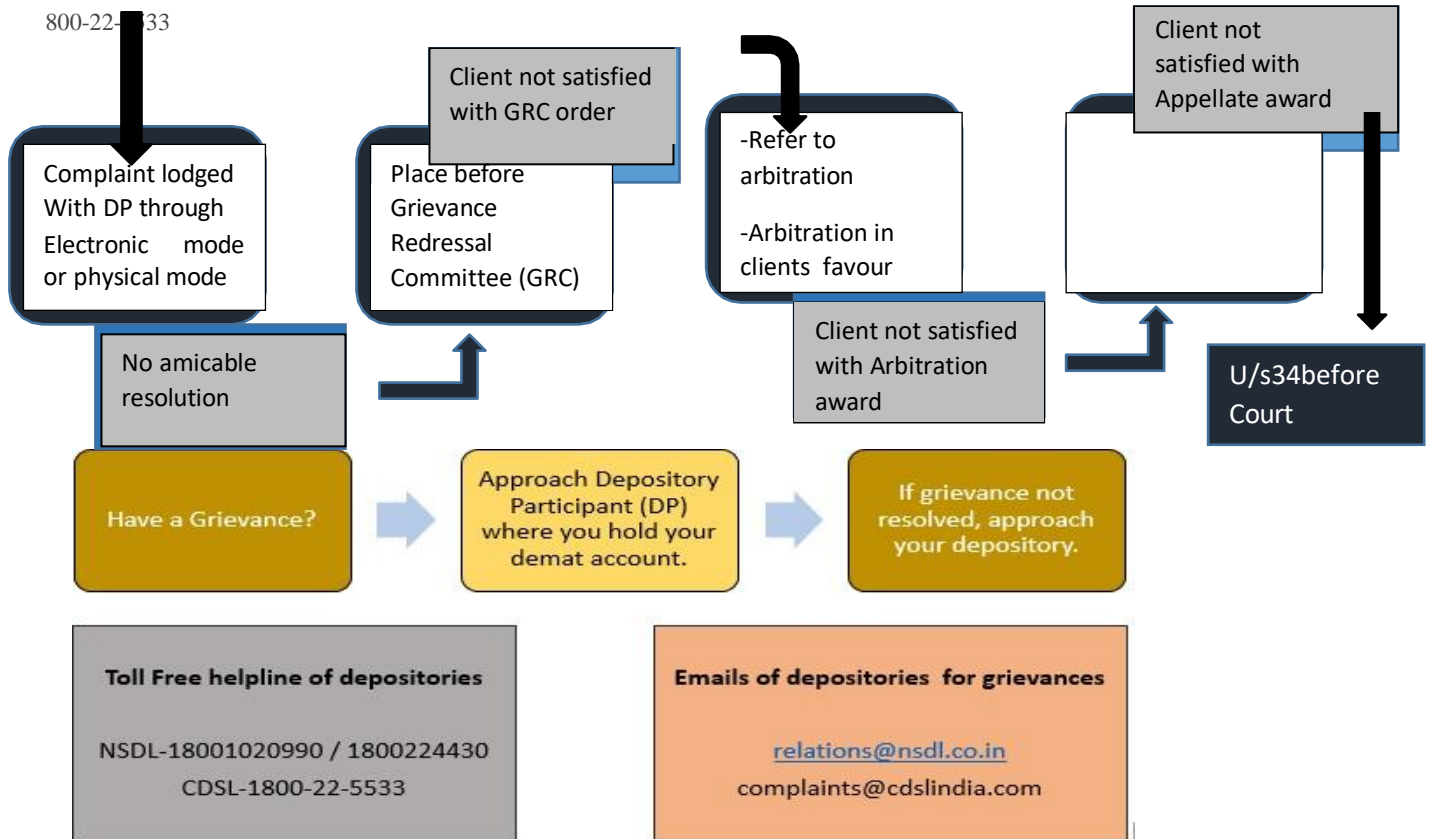 800-22-5533
Complaint lodged
With DP through
Electronic mode
or physical mode
No amicable
resolution
Client not satisfied
with GRC order
Place before
Grievance
Redressal
Committee (GRC)
-Refer to
arbitration
-Arbitration in
clients favour
Client not satisfied
with Arbitration
award
Client not
satisfied with
Appellate award
U/s34before
Court
Have a Grievance?
Approach Depository
Participant (DP)
where you hold your
demat account.
If grievance not
resolved, approach
your depository.
Toll Free helpline of depositories
NSDL-18001020990 / 1800224430
CDSL-1800-22-5533
Emails of depositories for grievances
relations@nsdl.co.in
complaints@cdslindia.com